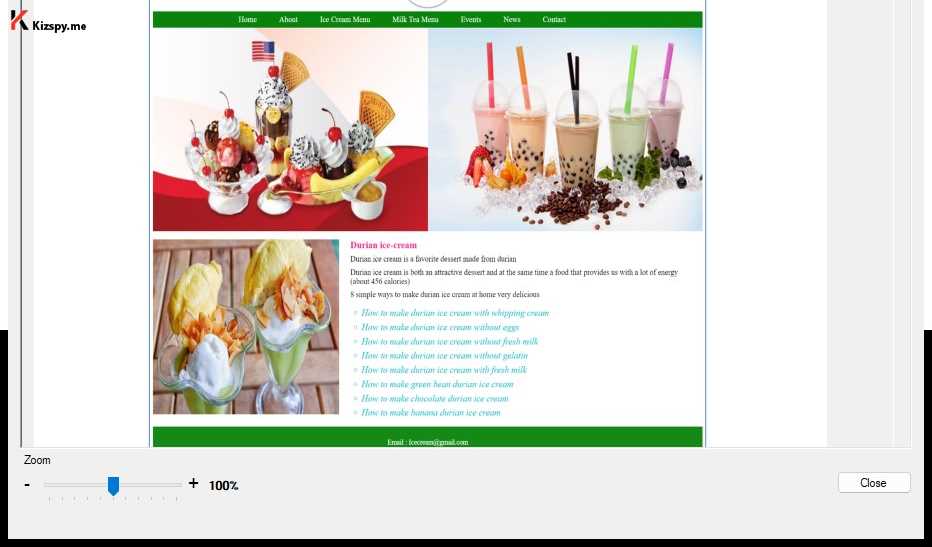 Kizspy.me
Home About Ice Cream Menu Milk Tea Menu Events News Contact
Durian ice-cream
Durian ice cream is a favorite dessert made from durian
Durian ice cream is both an attractive dessert and at the same time a food that provides us with a lot of energy
(about 456 calories)
8 simple ways to make durian ice cream at home very delicious
How to make durian ice cream with whipping cream
How to make durian ice cream without eggs
How to make durian ice cream without fresh milk
How to make durian ice cream without gelatin
How to make durian ice cream with fresh milk
How to make green bean durian ice cream
How to make chocolate durian ice cream
How to make banana durian ice cream
Email : Icecream@gmail.com
Zoom
- + 100%
Close